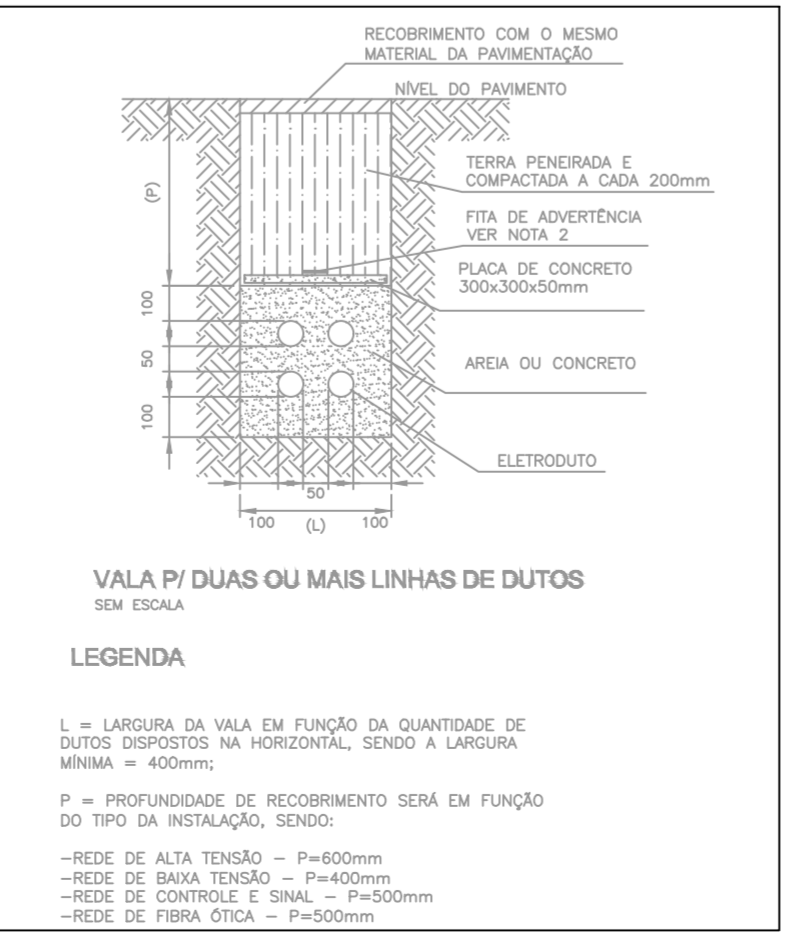 RECOBRIMENTO COM O MESMO
MATERIAL DA PAVIMENTAÇÃO
NÍVEL DO PAVIMENTO
(P)
TERRA PENEIRADA E
COMPACTADA A CADA 200mm
FITA DE ADVERTÊNCIA
VER NOTA 2
PLACA DE CONCRETO
300x300x50mm
100
50
AREIA OU CONCRETO
100
ELETRODUTO
50
100 (L) 100
VALA P/ DUAS OU MAIS LINHAS DE DUTOS
SEM ESCALA
LEGENDA
L = LARGURA DA VALA EM FUNÇÃO DA QUANTIDADE DE
DUTOS DISPOSTOS NA HORIZONTAL, SENDO A LARGURA
MÍNIMA = 400mm;
P = PROFUNDIDADE DE RECOBRIMENTO SERÁ EM FUNÇÃO
DO TIPO DA INSTALAÇÃO, SENDO:
–REDE DE ALTA TENSÃO – P=600mm
–REDE DE BAIXA TENSÃO – P=400mm
–REDE DE CONTROLE E SINAL – P=500mm
–REDE DE FIBRA ÓTICA – P=500mm